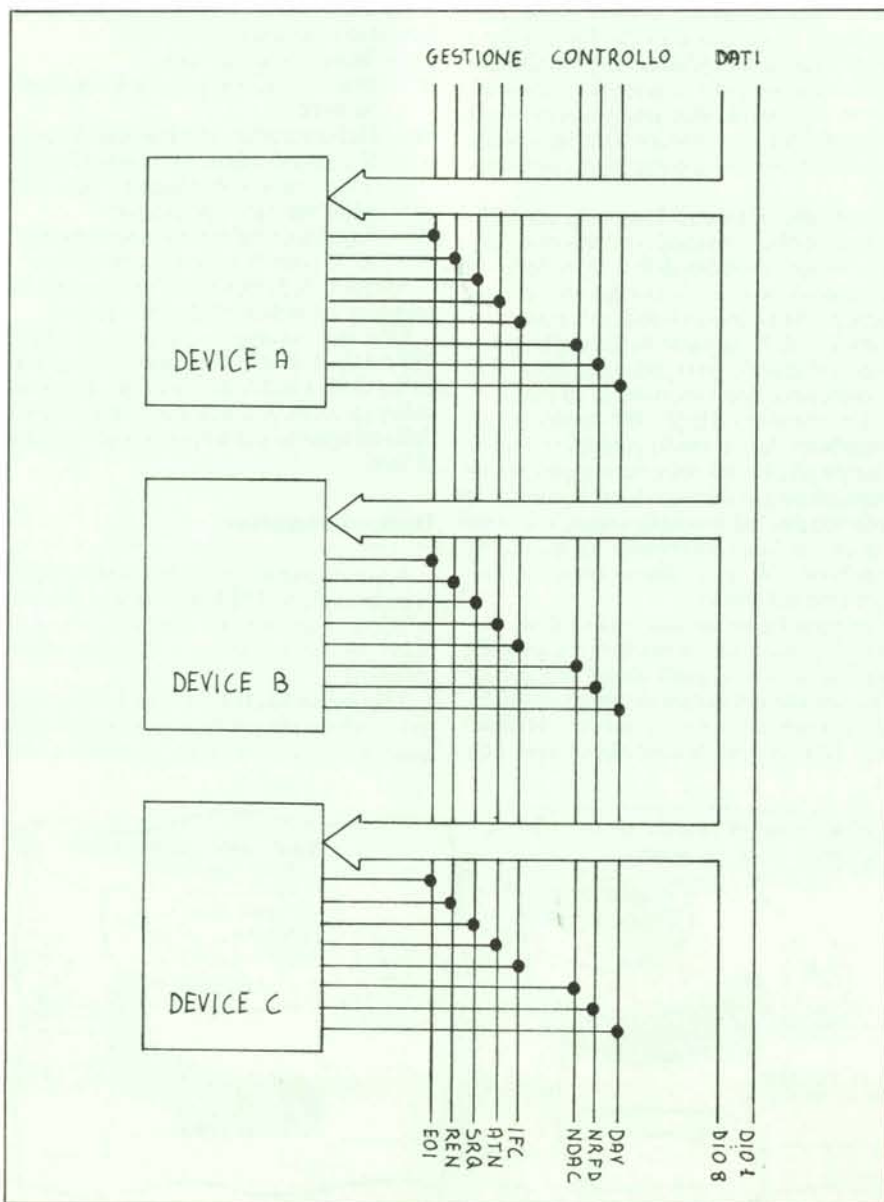 GESTIONE CONTROLLO DATI
DEVICE A
DEVICE B
DEVICE C
EOI
REN
SRQ
ATN
IFC
NDAC
NRFD
DAV
DIO 8
DIO 1